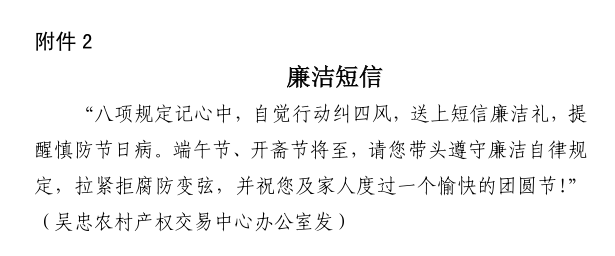 附件 2
廉洁短信
“八项规定记心中，自觉行动纠四风，送上短信廉洁礼，提
醒慎防节日病。端午节、开斋节将至，请您带头遵守廉洁自律规
定，拉紧拒腐防变弦，并祝您及家人度过一个愉快的团圆节！”
（吴忠农村产权交易中心办公室发）